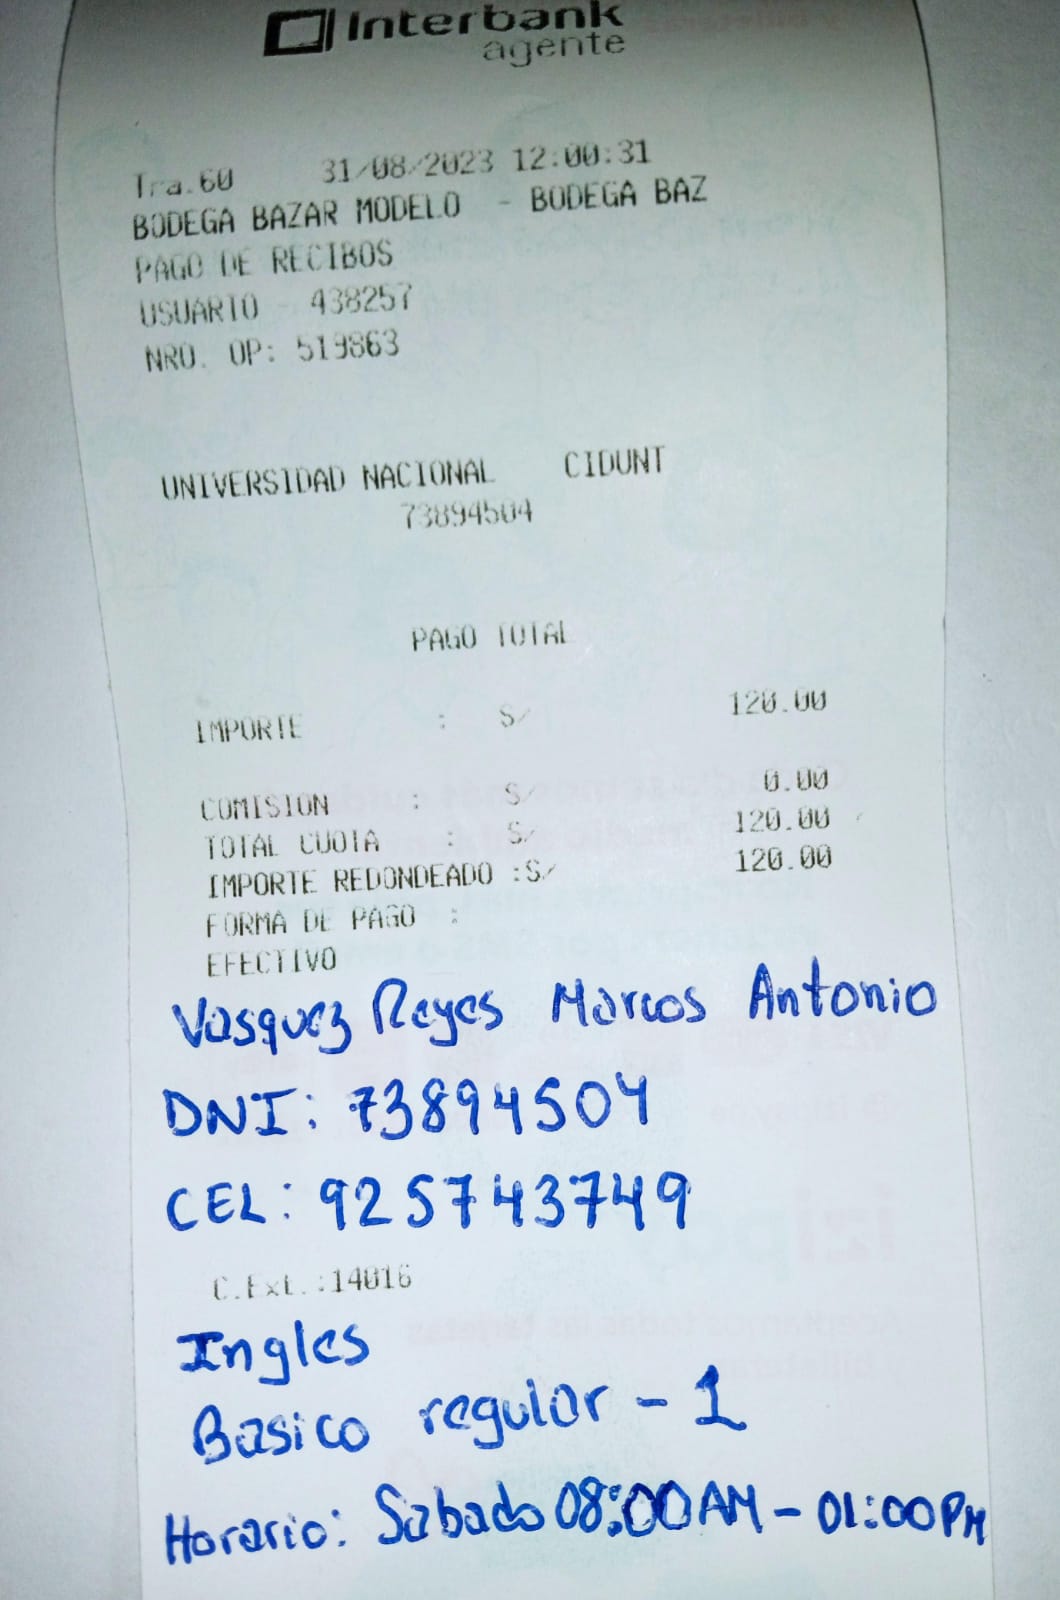 Interbank
agente
Tra.60 31/08/2023 12:00:31
BODEGA BAZAR MODELO - BODEGA BAZ
PAGO DE RECIBOS
USUARIO - 438257
NRO. OP: 519863
UNIVERSIDAD NACIONAL CIDUNT
73894504
PAGO TOTAL
IMPORTE : S/ 120.00
COMISION : S/ 0.00
TOTAL CUOTA : S/ 120.00
IMPORTE REDONDEADO :S/ 120.00
FORMA DE PAGO :
EFECTIVO
Vasquez Reyes Marcos Antonio
DNI: 73894504
CEL: 925743749
C.Ext.:14016
Ingles
Basico regular - 1
Horario: Sabado 08:00AM - 01:00PM